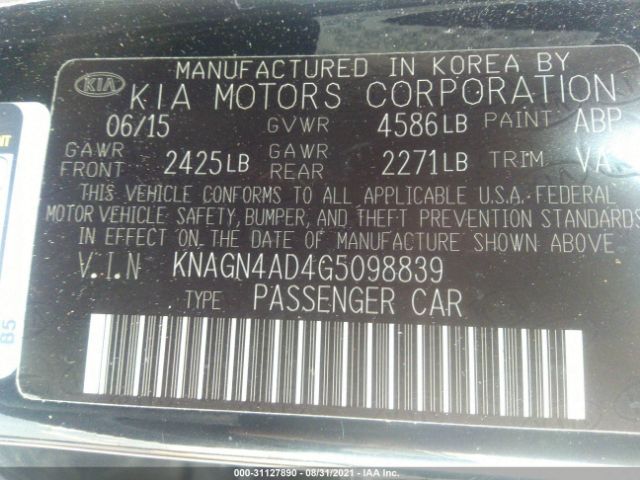 MANUFACTURED IN KOREA BY
KIA KIA MOTORS CORPORATION
06/15 GVWR 4586LB PAINT ABP
GAWR FRONT 2425LB GAWR REAR 2271LB TRIM VA
THIS VEHICLE CONFORMS TO ALL APPLICABLE U.S.A. FEDERAL
MOTOR VEHICLE SAFETY, BUMPER, AND THEFT PREVENTION STANDARDS
IN EFFECT ON THE DATE OF MANUFACTURE SHOWN ABOVE
V.I.N KNAGN4AD4G5098839
TYPE PASSENGER CAR
B5
000-31127890 - 08/31/2021 - IAA Inc.